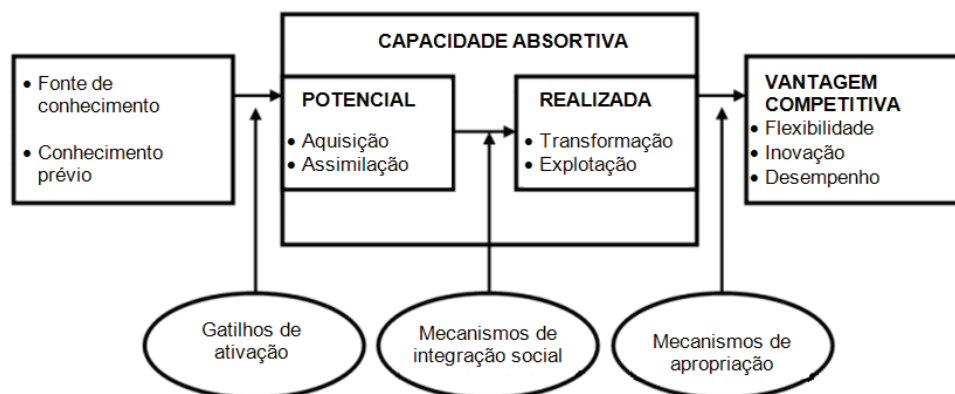 CAPACIDADE ABSORTIVA
• Fonte de
conhecimento
• Conhecimento
prévio
POTENCIAL
• Aquisição
• Assimilação
REALIZADA
• Transformação
• Explotação
VANTAGEM
COMPETITIVA
• Flexibilidade
• Inovação
• Desempenho
Gatilhos de
ativação
Mecanismos de
integração social
Mecanismos de
apropriação